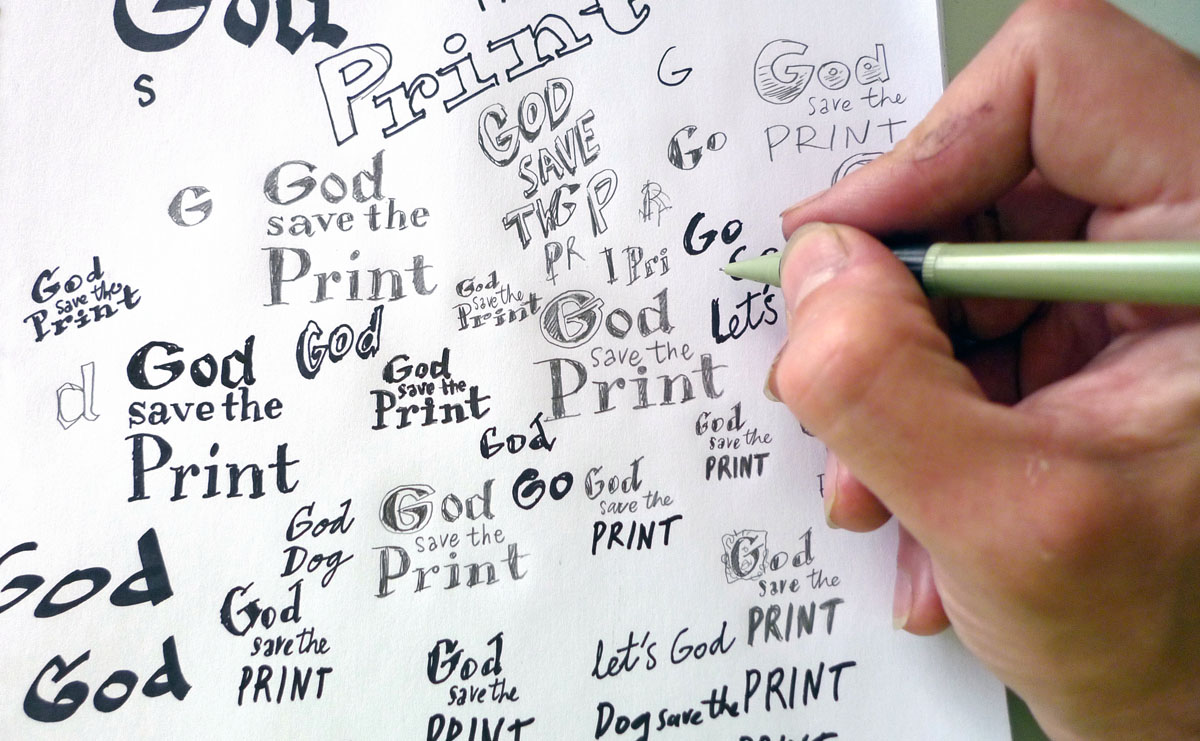 God
Print
S
G
God
save the
PRINT
GOD
SAVE
Go
G
God
save the
Print
PR
Pri
Go
Let's
God
save the
Print
God
save the
Print
God
save the
Print
God
d
God
save the
Print
God
save the
Print
God
save the
PRINT
God
God
Dog
God
save the
Print
GO
God
save the
PRINT
God
God
save the
PRINT
God
save the
PRINT
God
God
save the
PRINT
let's God
Dog save the PRINT
PRINT